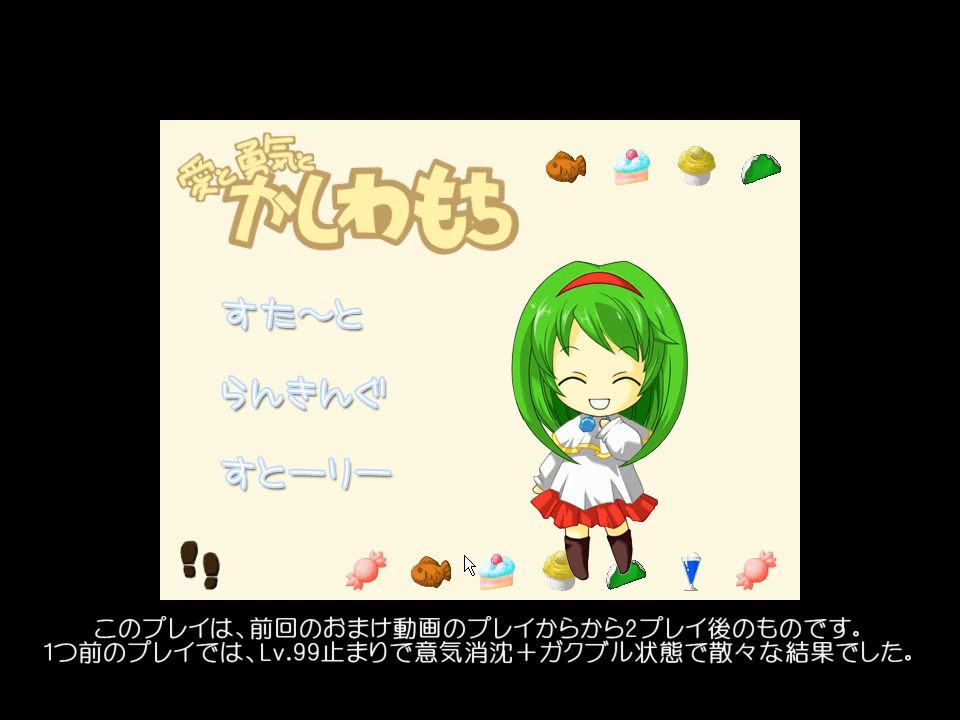 愛と勇気と
かしわもち
すた～と
らんきんぐ
すとーりー
このプレイは、前回のおまけ動画のプレイからから2プレイ後のものです。
1つ前のプレイでは、Lv.99止まりで意気消沈＋ガクブル状態で散々な結果でした。